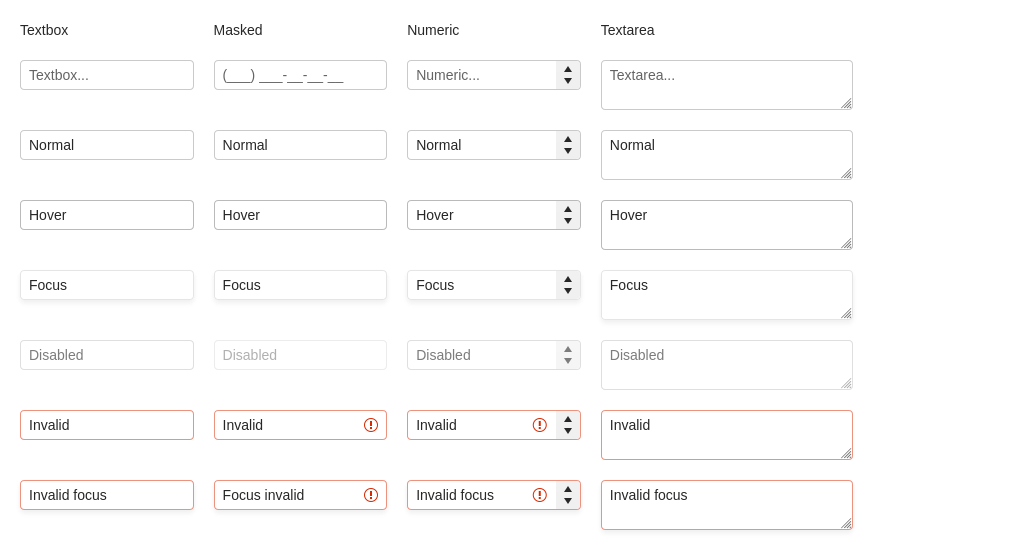 Textbox Masked Numeric Textarea
Textbox... (___) ___-__-__-__ Numeric... Textarea...
Normal Normal Normal Normal
Hover Hover Hover Hover
Focus Focus Focus Focus
Disabled Disabled Disabled Disabled
Invalid Invalid Invalid Invalid
Invalid focus Focus invalid Invalid focus Invalid focus